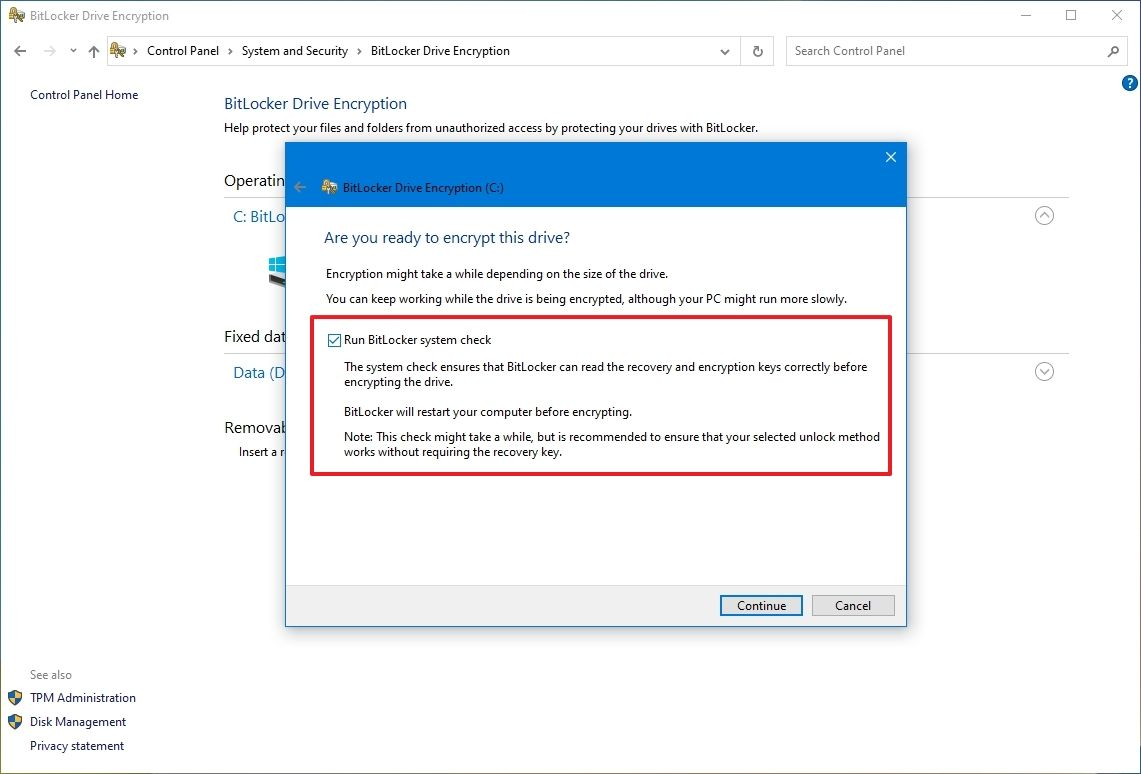 BitLocker Drive Encryption
Control Panel > System and Security > BitLocker Drive Encryption
Search Control Panel
Control Panel Home
BitLocker Drive Encryption
Help protect your files and folders from unauthorized access by protecting your drives with BitLocker.
BitLocker Drive Encryption (C:)
Operatin
C: BitLo
Are you ready to encrypt this drive?
Encryption might take a while depending on the size of the drive.
You can keep working while the drive is being encrypted, although your PC might run more slowly.
Fixed dat
Data (D
Removab
Insert a r
Run BitLocker system check
The system check ensures that BitLocker can read the recovery and encryption keys correctly before
encrypting the drive.
BitLocker will restart your computer before encrypting.
Note: This check might take a while, but is recommended to ensure that your selected unlock method
works without requiring the recovery key.
Continue
Cancel
See also
TPM Administration
Disk Management
Privacy statement